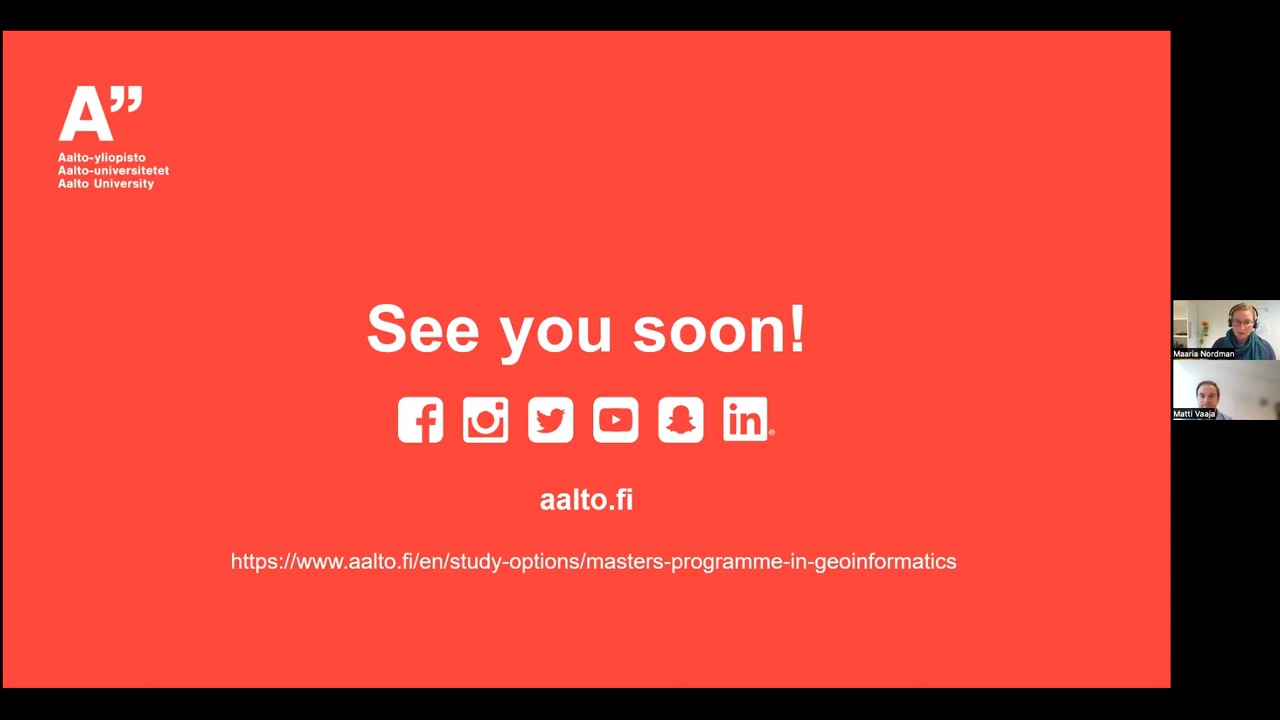 A”
Aalto-yliopisto
Aalto-universitetet
Aalto University
See you soon!
in®
aalto.fi
https://www.aalto.fi/en/study-options/masters-programme-in-geoinformatics
Maaria Nordman
Matti Vaaja